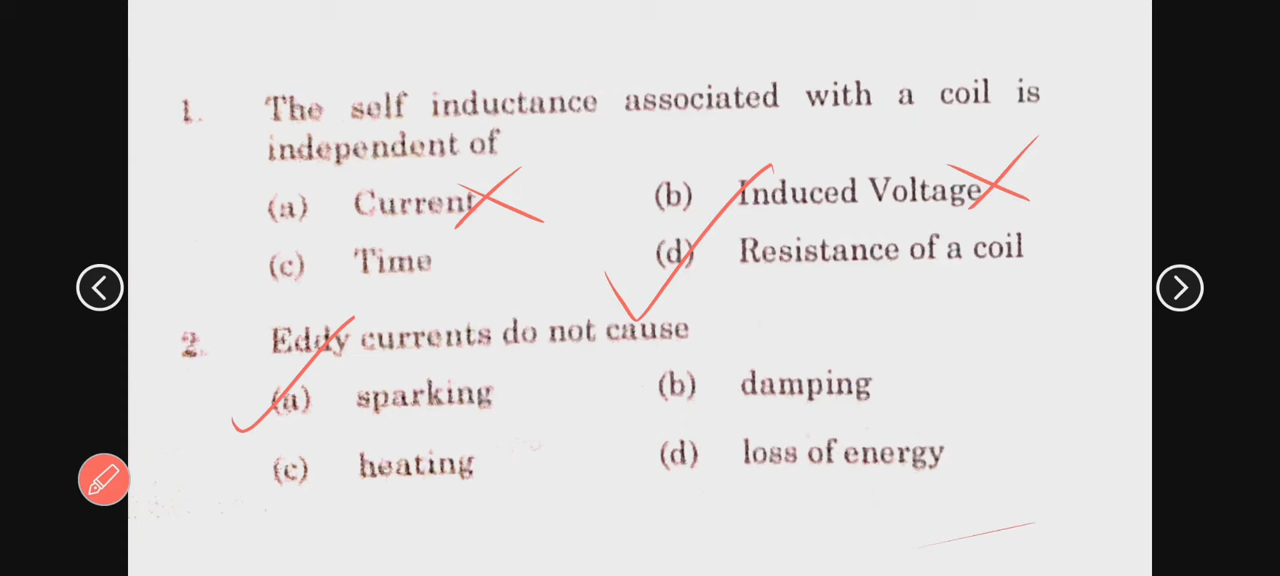 1. The self inductance associated with a coil is
independent of
(a) Current (b) Induced Voltage
(c) Time (d) Resistance of a coil
2. Eddy currents do not cause
(a) sparking (b) damping
(c) heating (d) loss of energy